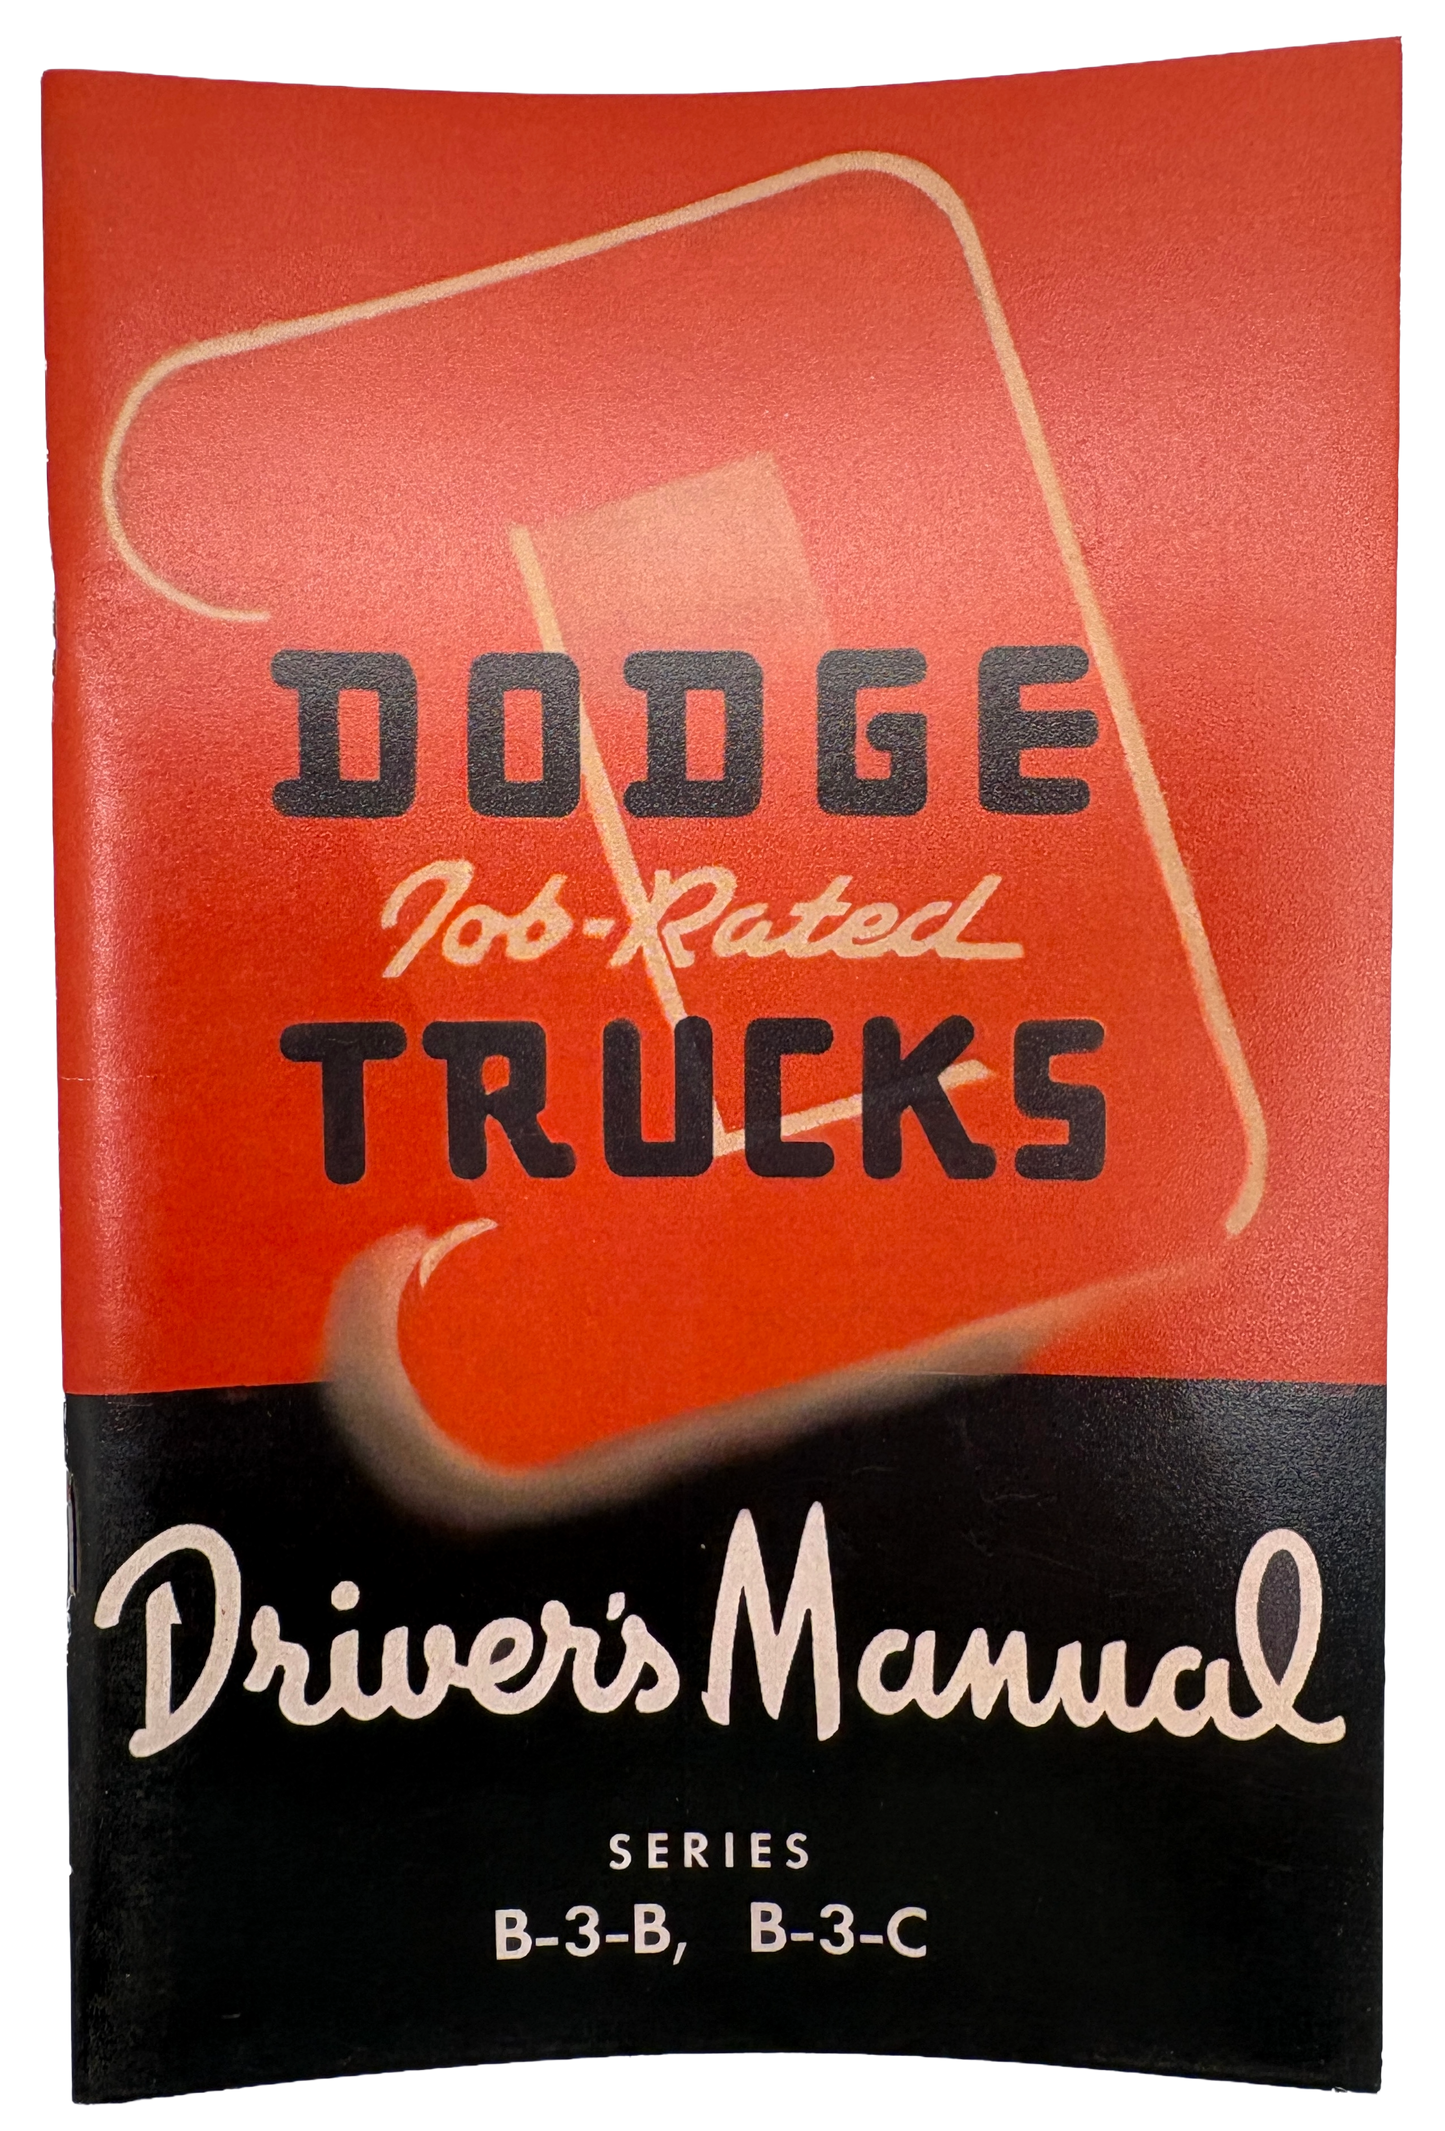 DODGE
Job-Rated
TRUCKS
Driver's Manual
SERIES
B-3-B, B-3-C